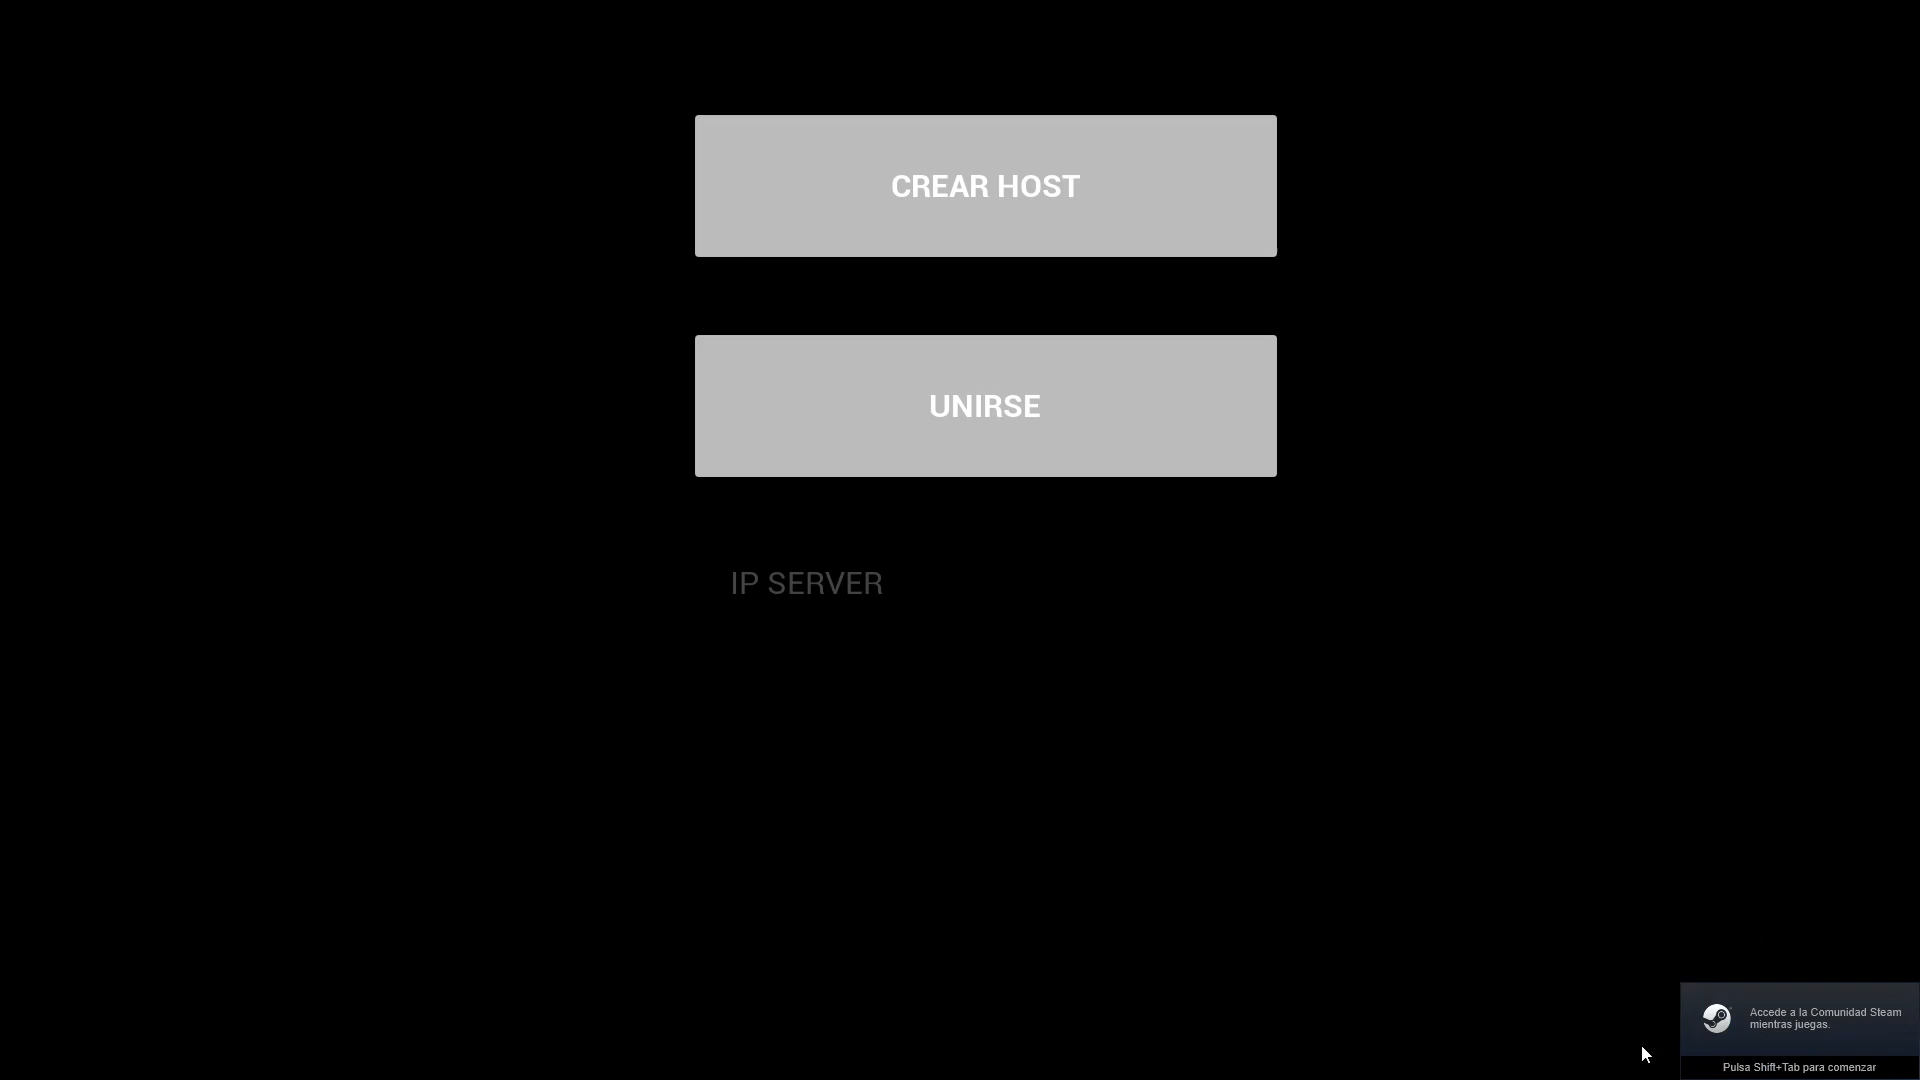 CREAR HOST
UNIRSE
IP SERVER
Accede a la Comunidad Steam
mientras juegas.
Pulsa Shift+Tab para comenzar